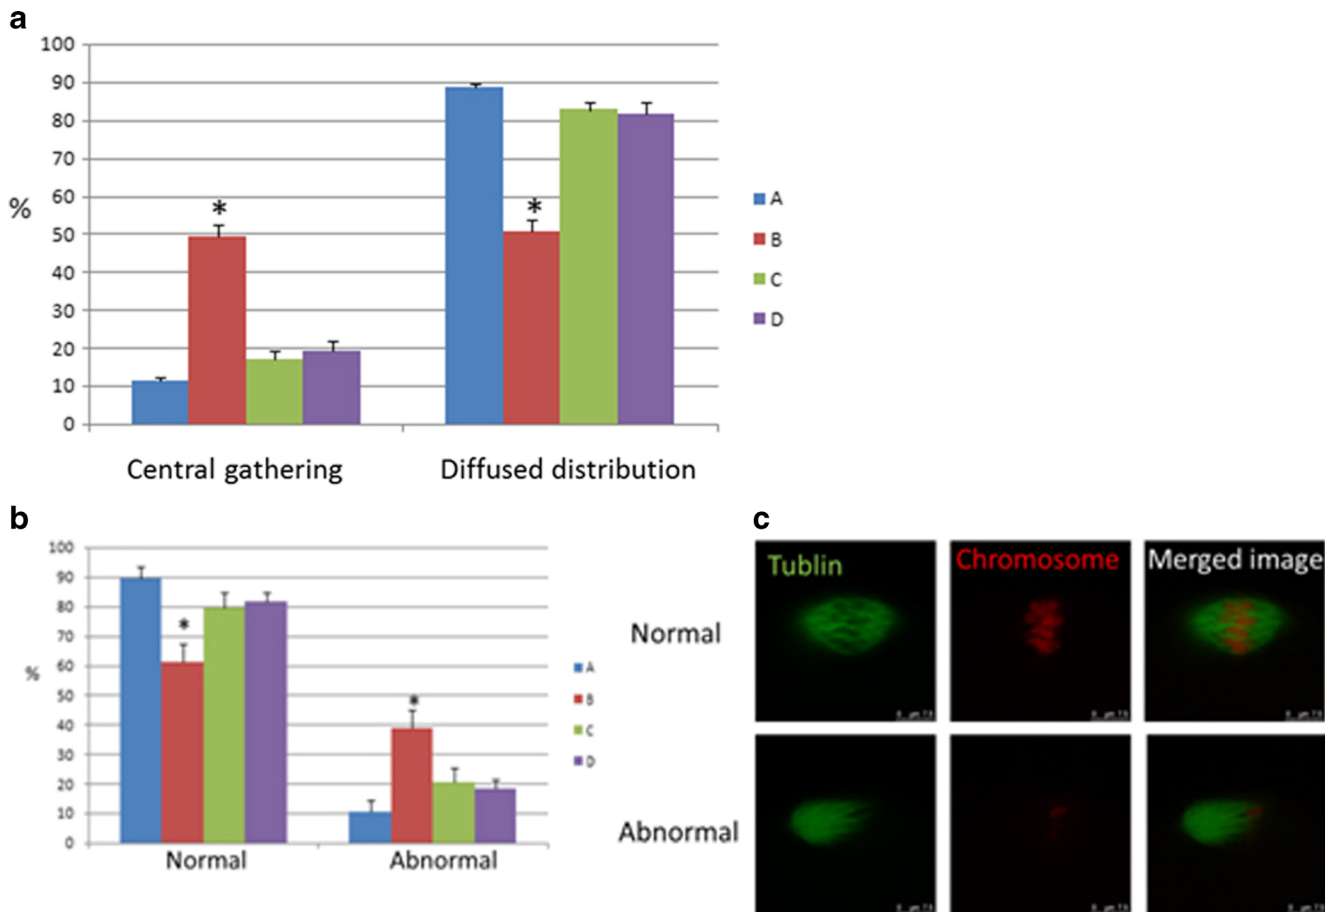 a
100
90
80
70
60
50
40
30
20
10
0
%
*
*
A
B
C
D
Central gathering
Diffused distribution
b
100
90
80
70
60
50
40
30
20
10
0
%
*
*
A
B
C
D
Normal
Abnormal
c
Tublin
Chromosome
Merged image
Normal
Abnormal